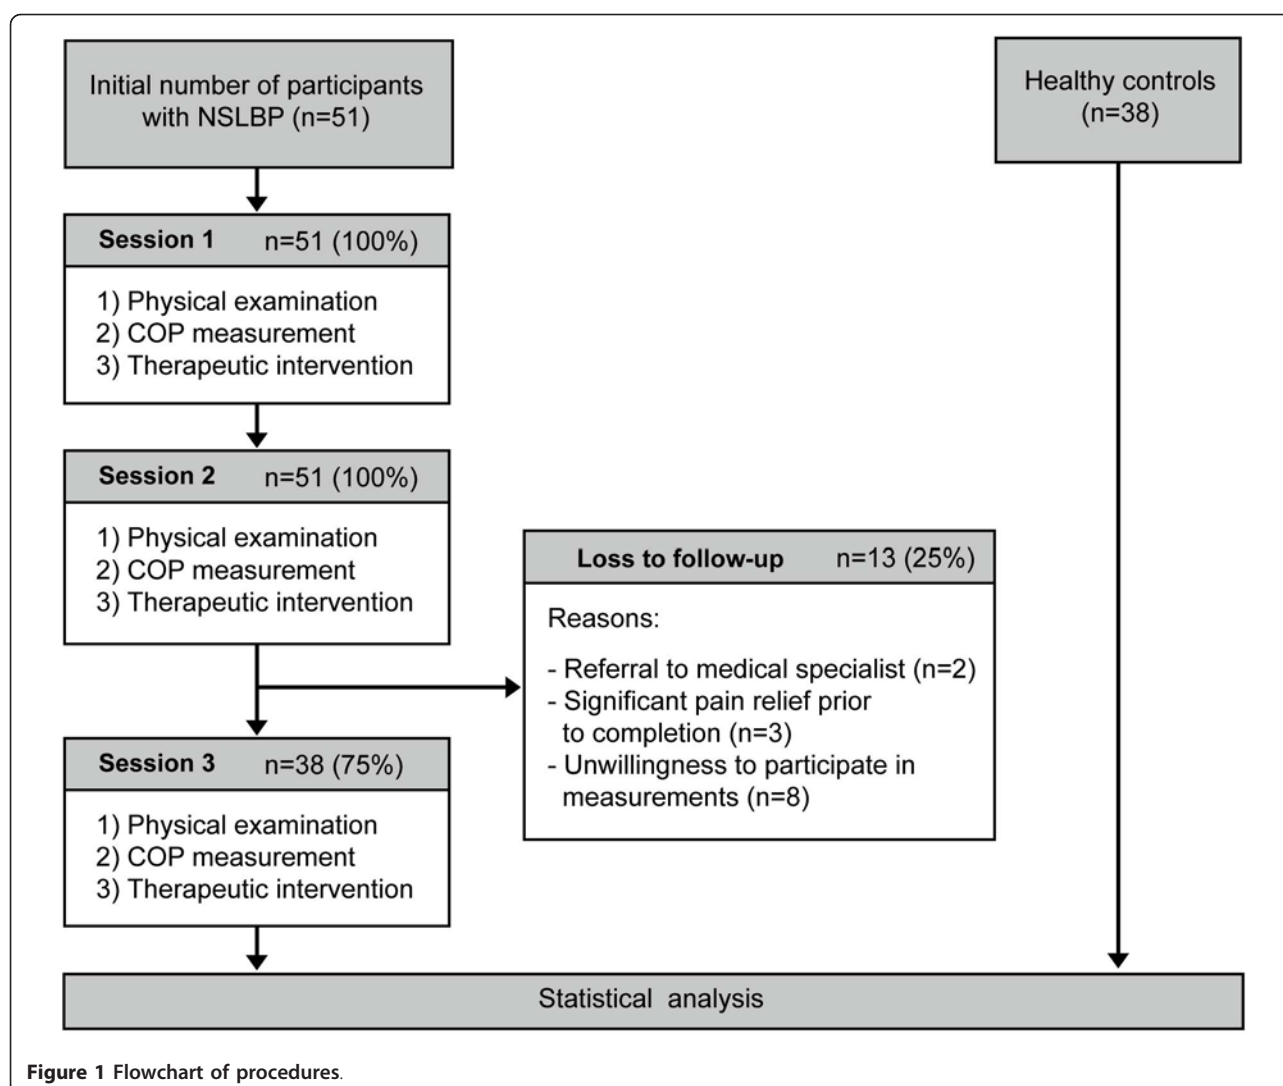 Initial number of participants
with NSLBP (n=51)
Healthy controls
(n=38)
Session 1 n=51 (100%)
1) Physical examination
2) COP measurement
3) Therapeutic intervention
Session 2 n=51 (100%)
1) Physical examination
2) COP measurement
3) Therapeutic intervention
Loss to follow-up n=13 (25%)
Reasons:
- Referral to medical specialist (n=2)
- Significant pain relief prior
to completion (n=3)
- Unwillingness to participate in
measurements (n=8)
Session 3 n=38 (75%)
1) Physical examination
2) COP measurement
3) Therapeutic intervention
Statistical analysis
Figure 1 Flowchart of procedures.